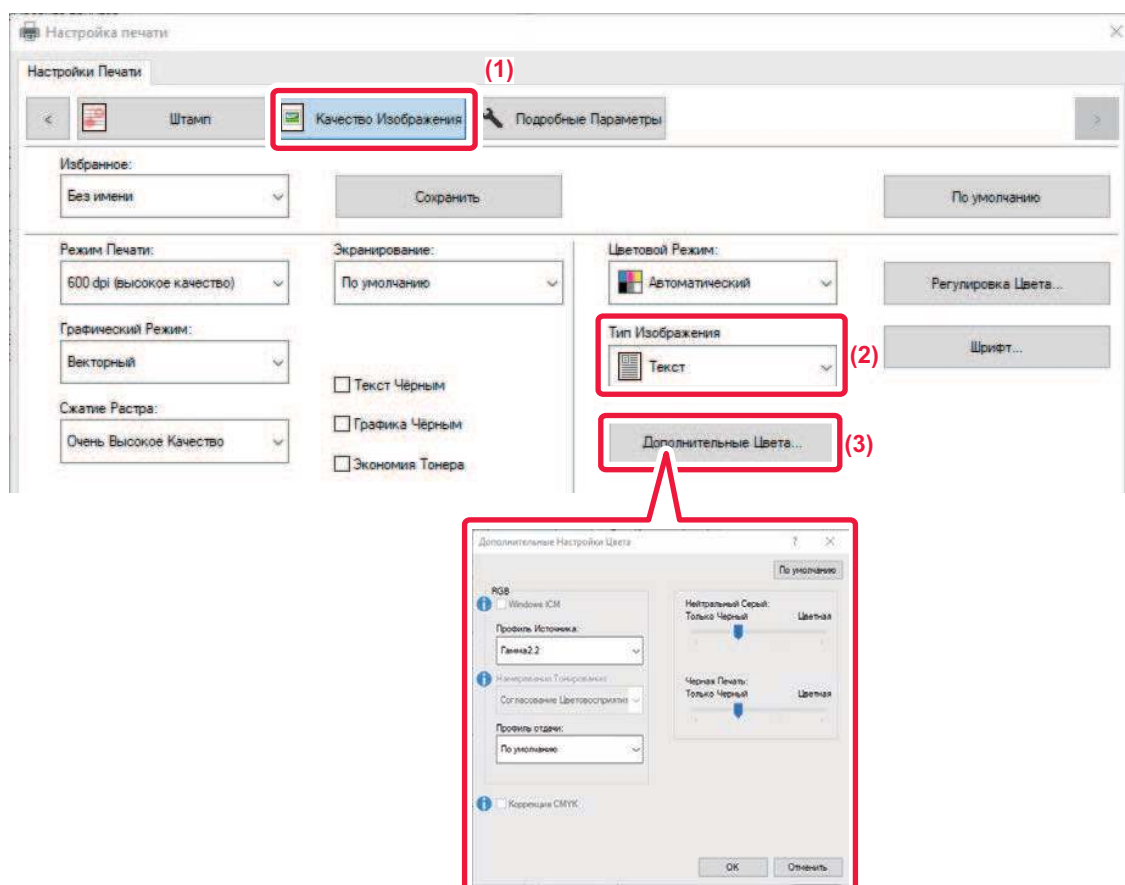 Настройка печати
Настройки Печати
(1)
<
Штамп
Качество Изображения
Подробные Параметры
>
Избранное:
Без имени
Сохранить
По умолчанию
Режим Печати:
Экранирование:
Цветовой Режим:
600 dpi (высокое качество)
По умолчанию
Автоматический
Регулировка Цвета...
Графический Режим:
Тип Изображения
Векторный
Текст
(2)
Шрифт...
Текст Чёрным
Сжатие Растра:
Графика Чёрным
Очень Высокое Качество
Дополнительные Цвета...
(3)
Экономия Тонера
Дополнительные Настройки Цвета
?
По умолчанию
RGB
Windows ICM
Нейтральный Серый:
Только Черный
Цветная
Профиль Источника:
Гамма2.2
Намерения Тонирования
Черная Печать:
Только Черный
Цветная
Согласование Цветовосприятия
Профиль отдачи:
По умолчанию
Коррекция CMYK
OK
Отменить